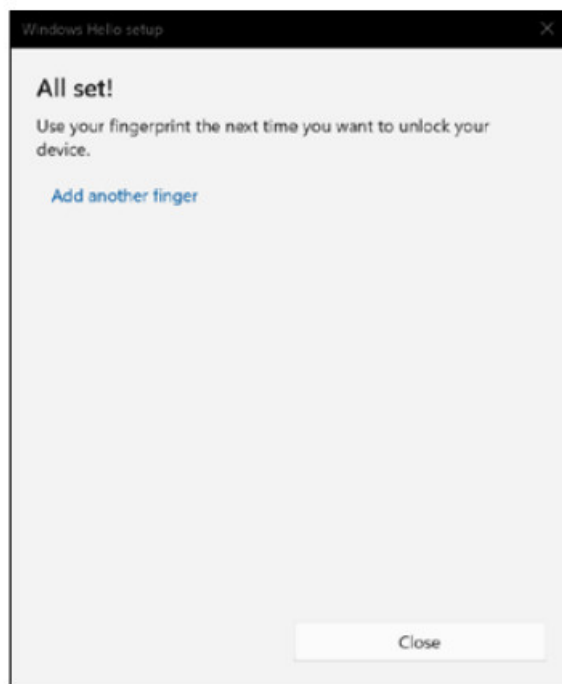 Windows Hello setup
All set!
Use your fingerprint the next time you want to unlock your
device.
Add another finger
Close